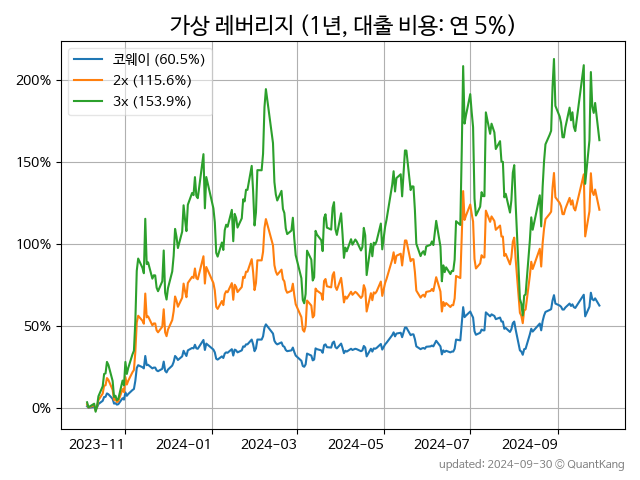 가상 레버리지 (1년, 대출 비용: 연 5%)
코웨이 (60.5%)
2x (115.6%)
3x (153.9%)
200%
150%
100%
50%
0%
2023-11 2024-01 2024-03 2024-05 2024-07 2024-09
updated: 2024-09-30 © QuantKang